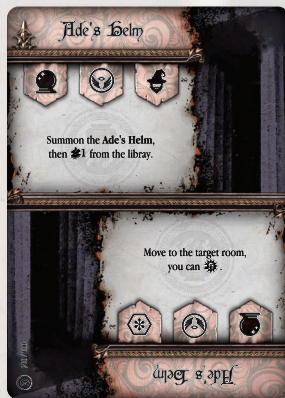 Ade's Helm
Summon the Ade's Helm,
then 1 from the libray.
Move to the target room,
you can .
Ade's Helm